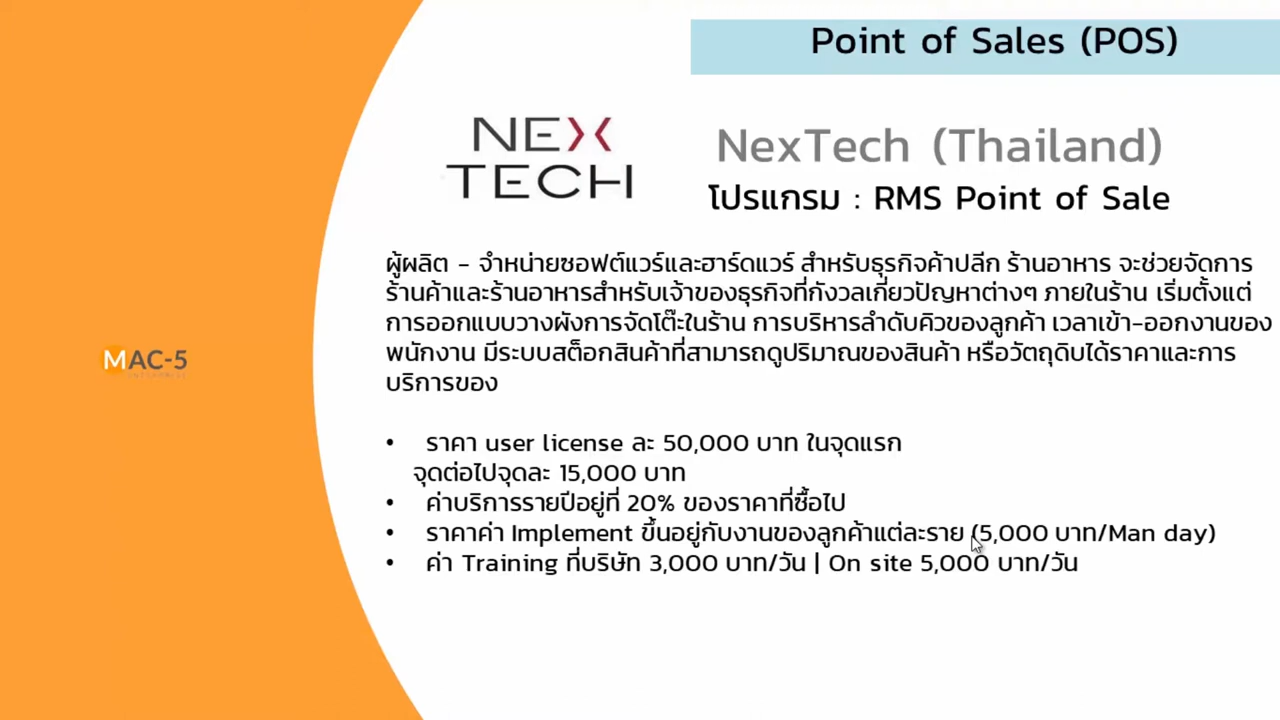 Point of Sales (POS)
NEX
TECH
NexTech (Thailand)
โปรแกรม : RMS Point of Sale
ผู้ผลิต - จำหน่ายซอฟต์แวร์และฮาร์ดแวร์ สำหรับธุรกิจค้าปลีก ร้านอาหาร จะช่วยจัดการ
ร้านค้าและร้านอาหารสำหรับเจ้าของธุรกิจที่กังวลเกี่ยวปัญหาต่างๆ ภายในร้าน เริ่มตั้งแต่
การออกแบบวางผังการจัดโต๊ะในร้าน การบริหารลำดับคิวของลูกค้า เวลาเข้า-ออกงานของ
พนักงาน มีระบบสต็อกสินค้าที่สามารถดูปริมาณของสินค้า หรือวัตถุดิบได้ราคาและการ
บริการของ
MAC-5
• ราคา user license ละ 50,000 บาท ในจุดแรก
จุดต่อไปจุดละ 15,000 บาท
• ค่าบริการรายปีอยู่ที่ 20% ของราคาที่ซื้อไป
• ราคาค่า Implement ขึ้นอยู่กับงานของลูกค้าแต่ละราย (5,000 บาท/Man day)
• ค่า Training ที่บริษัท 3,000 บาท/วัน | On site 5,000 บาท/วัน